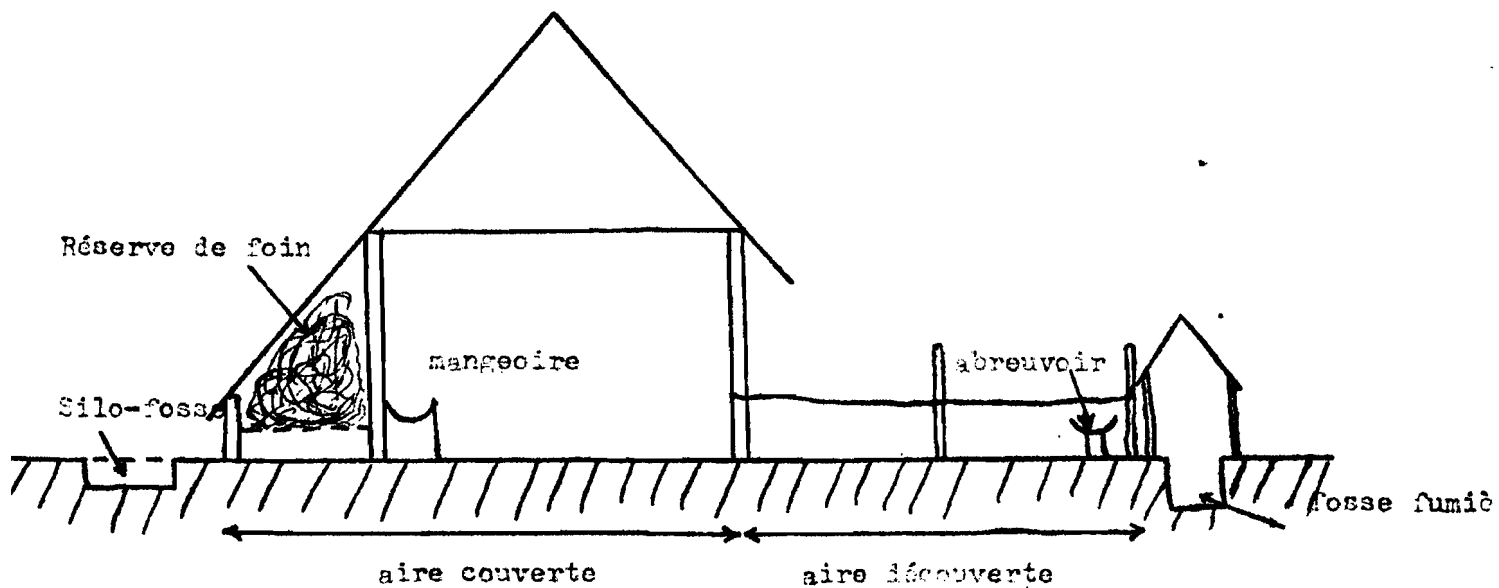 Réserve de foin
mangeoire
abreuvoir
Silo-fosse
fosse fumiè
aire couverte
aire découverte